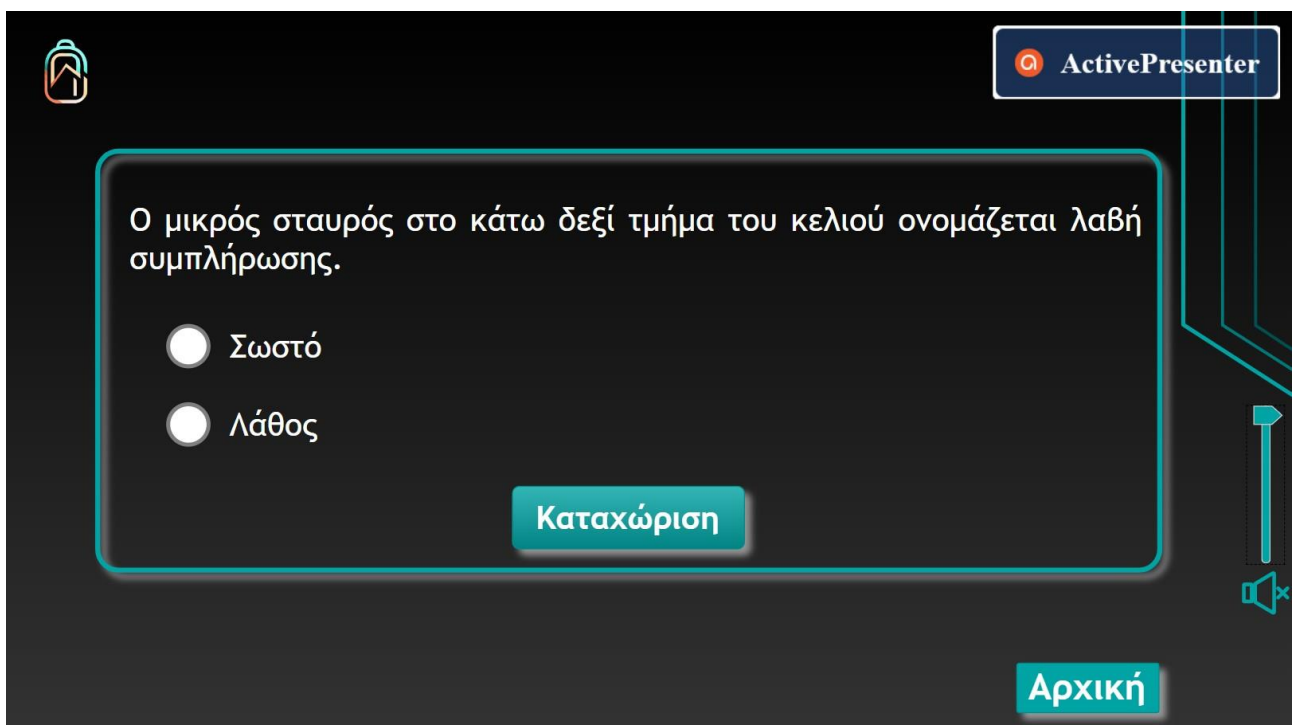 ActivePresenter
Ο μικρός σταυρός στο κάτω δεξί τμήμα του κελιού ονομάζεται λαβή
συμπλήρωσης.
Σωστό
Λάθος
Καταχώριση
Αρχική